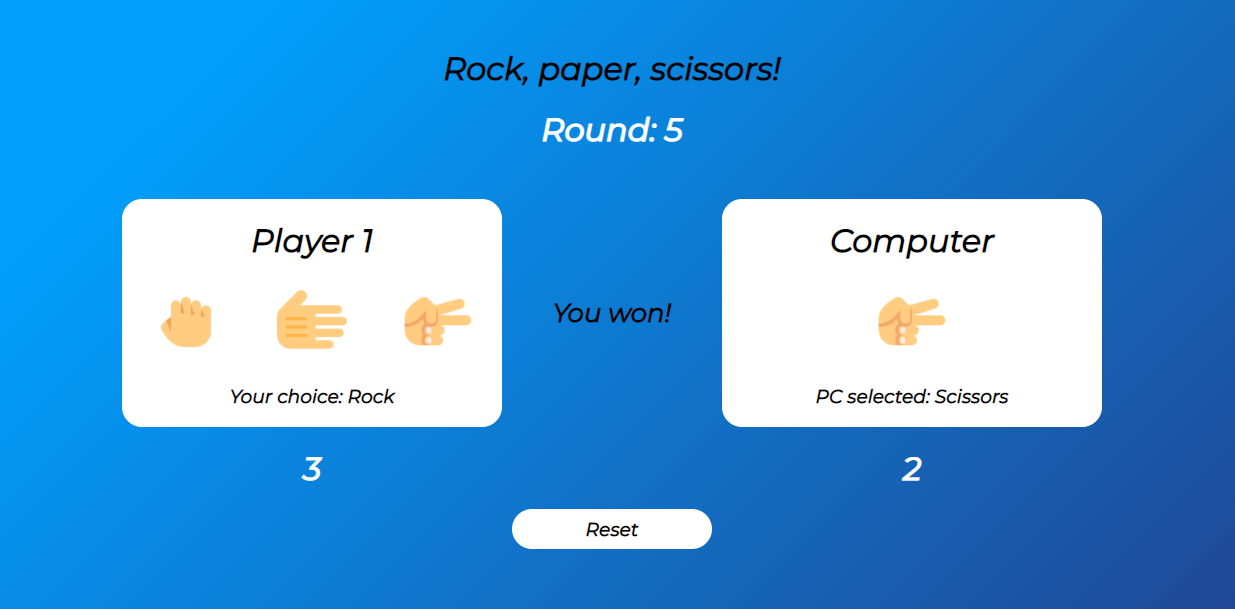 Rock, paper, scissors!
Round: 5
Player 1
Your choice: Rock
3
You won!
Computer
PC selected: Scissors
2
Reset